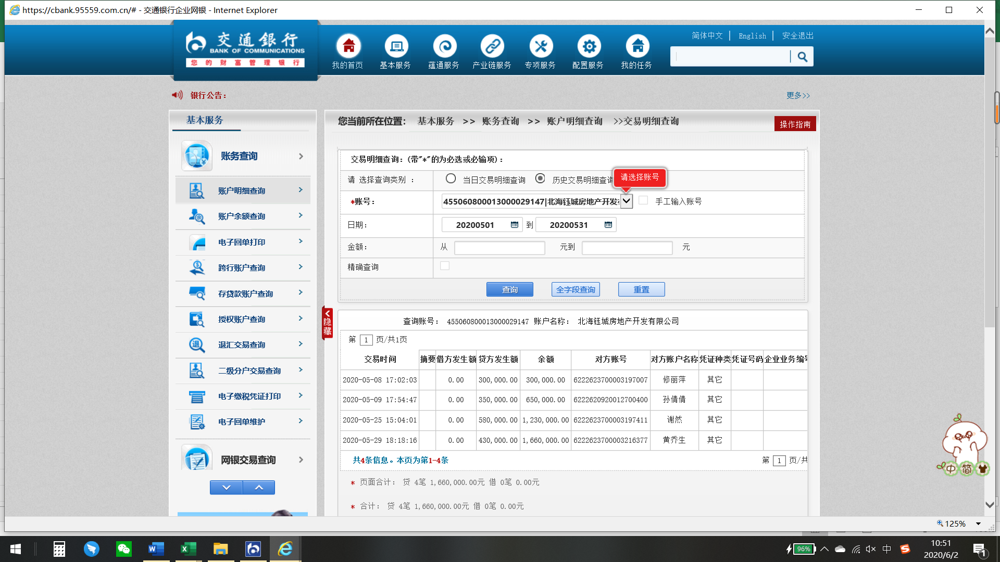 https://cbank.95559.com.cn/# - 交通银行企业网银 - Internet Explorer
交通銀行
BANK OF COMMUNICATIONS
您的财富管理银行
我的首页
基本服务
蕴通服务
产业链服务
专项服务
配置服务
我的任务
简体中文 | English | 安全退出
银行公告：
更多>>
基本服务
账务查询
账户明细查询
账户余额查询
电子回单打印
跨行账户查询
存贷款账户查询
授权账户查询
退汇交易查询
二级分户交易查询
电子缴税凭证打印
电子回单维护
网银交易查询
隐藏
您当前所在位置： 基本服务 >> 账务查询 >> 账户明细查询 >>交易明细查询
操作指南
交易明细查询：(带"*"的为必选或必输项)：
请 选择查询类别 ： 当日交易明细查询 历史交易明细查询
请选择账号
*账号： 455060800013000029147|北海钰城房地产开发有 手工输入账号
日期： 20200501 到 20200531
金额： 从 元到 元
精确查询
查询 全字段查询 重置
查询账号： 455060800013000029147 账户名称： 北海钰城房地产开发有限公司
第 1 页/共1页
交易时间 摘要 借方发生额 贷方发生额 余额 对方账号 对方账户名称 凭证种类 凭证号码 企业业务编号
2020-05-08 17:02:03 0.00 300,000.00 300,000.00 6222623700003197007 修丽萍 其它
2020-05-09 17:54:47 0.00 350,000.00 650,000.00 6222620920012700400 孙倩倩 其它
2020-05-25 15:04:01 0.00 580,000.00 1,230,000.00 6222623700003197411 谢然 其它
2020-05-29 18:18:16 0.00 430,000.00 1,660,000.00 6222623700003216377 黄乔生 其它
共4条信息。本页为第1-4条
第 1 页/共
* 页面合计： 贷 4笔 1,660,000.00元 借 0笔 0.00元
* 合计： 贷 4笔 1,660,000.00元 借 0笔 0.00元
中 简
125%
96%
中
10:51
2020/6/2
1